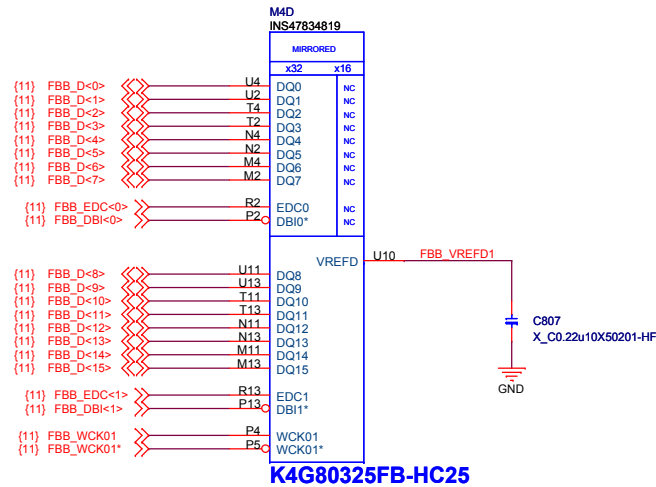 M4D
INS47834819
MIRRORED
x32 x16
{11} FBB_D<0> U4 DQ0 NC
{11} FBB_D<1> U2 DQ1 NC
{11} FBB_D<2> T4 DQ2 NC
{11} FBB_D<3> T2 DQ3 NC
{11} FBB_D<4> N4 DQ4 NC
{11} FBB_D<5> N2 DQ5 NC
{11} FBB_D<6> M4 DQ6 NC
{11} FBB_D<7> M2 DQ7 NC
{11} FBB_EDC<0> R2 EDC0 NC
{11} FBB_DBI<0> P2 DBI0* NC
VREFD U10 FBB_VREFD1
{11} FBB_D<8> U11 DQ8
{11} FBB_D<9> U13 DQ9
{11} FBB_D<10> T11 DQ10
{11} FBB_D<11> T13 DQ11
{11} FBB_D<12> N11 DQ12
{11} FBB_D<13> N13 DQ13
{11} FBB_D<14> M11 DQ14
{11} FBB_D<15> M13 DQ15
C807
X_C0.22u10X50201-HF
GND
{11} FBB_EDC<1> R13 EDC1
{11} FBB_DBI<1> P13 DBI1*
{11} FBB_WCK01 P4 WCK01
{11} FBB_WCK01* P5 WCK01*
K4G80325FB-HC25